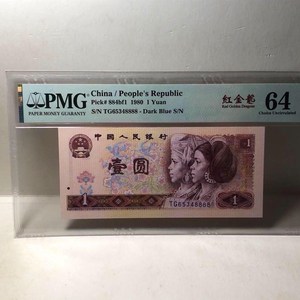 PMG
PAPER MONEY GUARANTY
China / People's Republic
Pick# 884bf1 1980 1 Yuan
S/N TG65348888 - Dark Blue S/N
红金龙
Red Golden Dragon
64
Choice Uncirculated
中国人民银行
壹圆
1
1
TG65348888